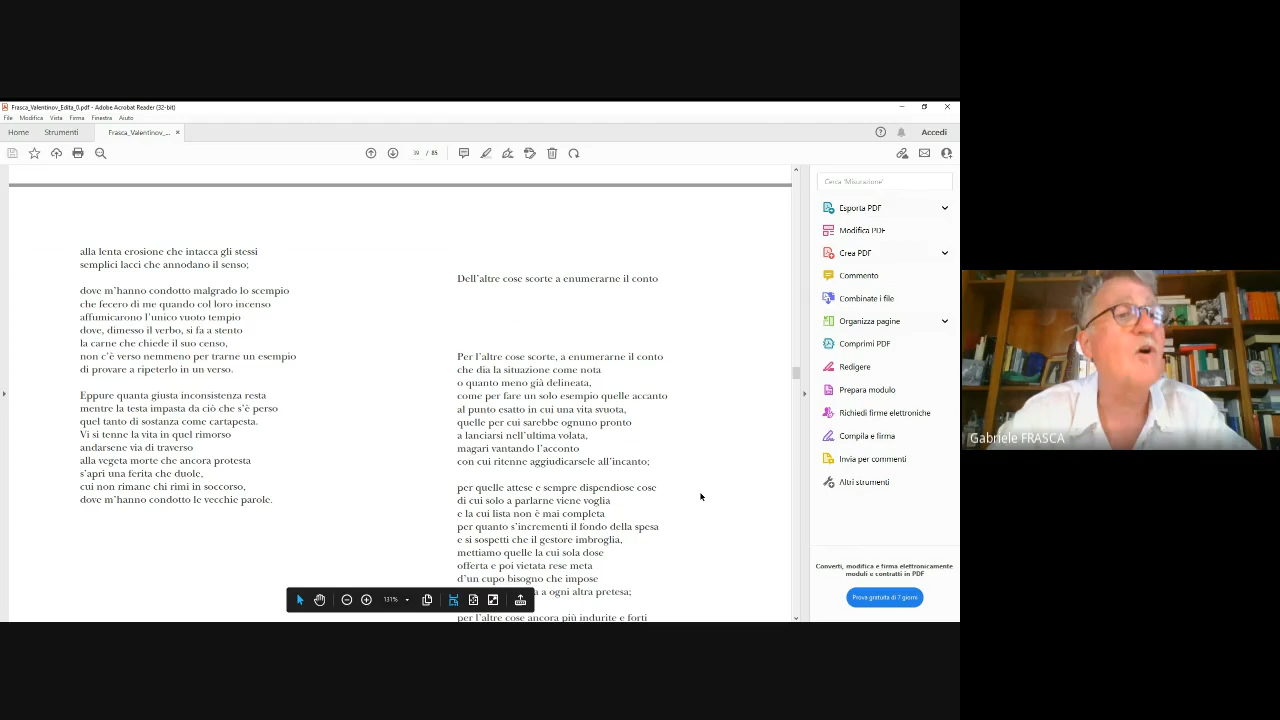 Frasca_Valentinov_Edita_0.pdf - Adobe Acrobat Reader (32-bit)
File Modifica Vista Firma Finestra Aiuto
Home Strumenti Frasca_Valentinov_... × Accedi
39 / 85
Cerca 'Misurazione'
Esporta PDF
Modifica PDF
Crea PDF
Commento
Combinate i file
Organizza pagine
Comprimi PDF
Redigere
Prepara modulo
Richiedi firme elettroniche
Compila e firma
Invia per commenti
Altri strumenti
Converti, modifica e firma elettronicamente
moduli e contratti in PDF
Prova gratuita di 7 giorni
alla lenta erosione che intacca gli stessi
semplici lacci che annodano il senso;
dove m'hanno condotto malgrado lo scempio
che fecero di me quando col loro incenso
affumicarono l'unico vuoto tempio
dove, dimesso il verbo, si fa a stento
la carne che chiede il suo censo,
non c'è verso nemmeno per trarne un esempio
di provare a ripeterlo in un verso.
Eppure quanta giusta inconsistenza resta
mentre la testa impasta da ciò che s'è perso
quel tanto di sostanza come cartapesta.
Vi si tenne la vita in quel rimorso
andarsene via di traverso
alla vegeta morte che ancora protesta
s'aprì una ferita che duole,
cui non rimane chi rimi in soccorso,
dove m'hanno condotto le vecchie parole.
Dell'altre cose scorte a enumerarne il conto
Per l'altre cose scorte, a enumerarne il conto
che dia la situazione come nota
o quanto meno già delineata,
come per fare un solo esempio quelle accanto
al punto esatto in cui una vita svuota,
quelle per cui sarebbe ognuno pronto
a lanciarsi nell'ultima volata,
magari vantando l'acconto
con cui ritenne aggiudicarsele all'incanto;
per quelle attese e sempre dispendiose cose
di cui solo a parlarne viene voglia
e la cui lista non è mai completa
per quanto s'incrementi il fondo della spesa
e si sospetti che il gestore imbroglia,
mettiamo quelle la cui sola dose
offerta e poi vietata rese meta
d'un cupo bisogno che impose
a ogni altra pretesa;
per l'altre cose ancora più indurite e forti
131%
Gabriele FRASCA